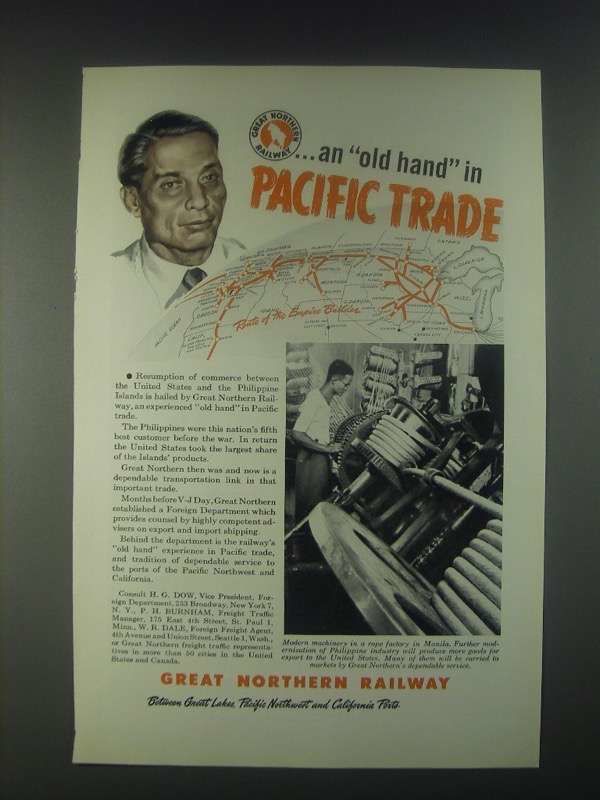 GREAT NORTHERN
RAILWAY
...an "old hand" in
PACIFIC TRADE
Route of the Empire Builder
● Resumption of commerce between
the United States and the Philippine
Islands is hailed by Great Northern Rail-
way, an experienced "old hand" in Pacific
trade.
The Philippines were this nation's fifth
best customer before the war. In return
the United States took the largest share
of the Islands' products.
Great Northern then was and now is a
dependable transportation link in that
important trade.
Months before V-J Day, Great Northern
established a Foreign Department which
provides counsel by highly competent ad-
visers on export and import shipping.
Behind the department is the railway's
"old hand" experience in Pacific trade,
and tradition of dependable service to
the ports of the Pacific Northwest and
California.
Consult H. G. DOW, Vice President, For-
eign Department, 233 Broadway, New York 7,
N. Y., P. H. BURNHAM, Freight Traffic
Manager, 175 East 4th Street, St. Paul 1,
Minn., W. R. DALE, Foreign Freight Agent,
4th Avenue and Union Street, Seattle 1, Wash.,
or Great Northern freight traffic representa-
tives in more than 50 cities in the United
States and Canada.
Modern machinery in a rope factory in Manila. Further mod-
ernization of Philippine industry will produce more goods for
export to the United States. Many of them will be carried to
markets by Great Northern's dependable service.
GREAT NORTHERN RAILWAY
Between Great Lakes, Pacific Northwest and California Ports